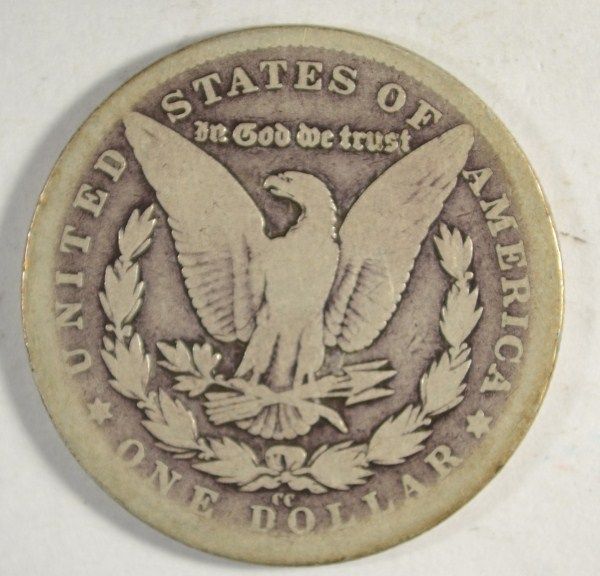 UNITED STATES OF AMERICA
In God we trust
CC
ONE DOLLAR